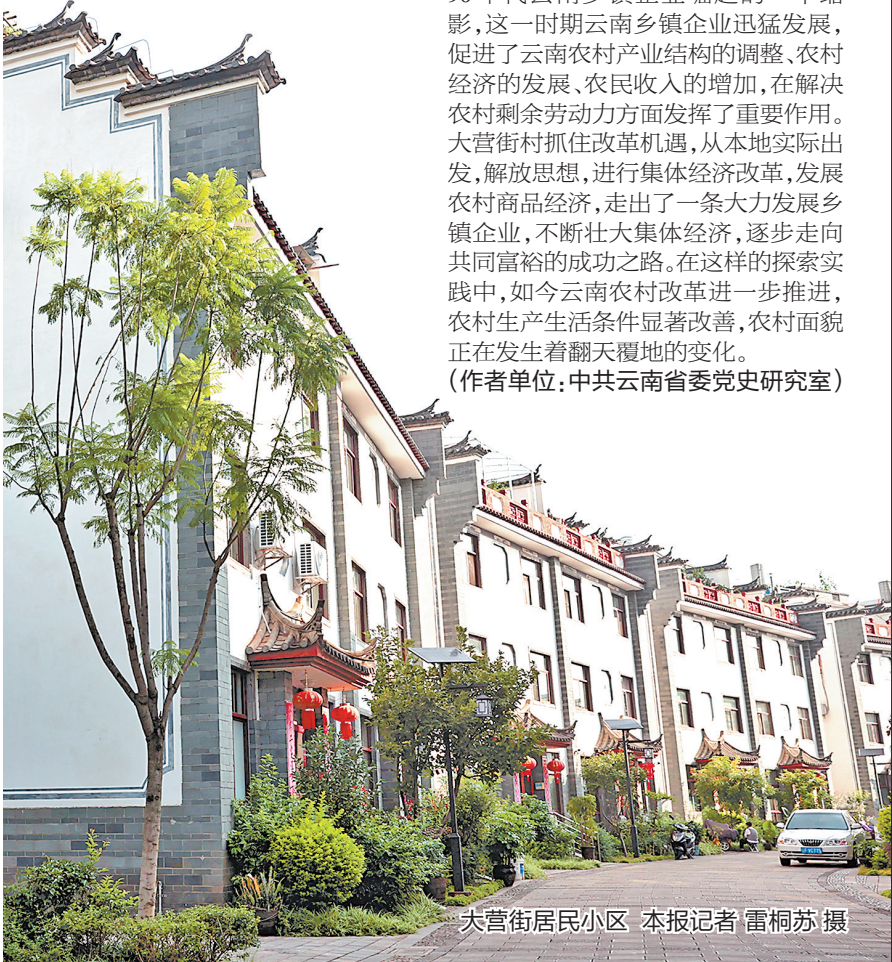 影，这一时期云南乡镇企业迅猛发展，
促进了云南农村产业结构的调整、农村
经济的发展、农民收入的增加，在解决
农村剩余劳动力方面发挥了重要作用。
大营街村抓住改革机遇，从本地实际出
发，解放思想，进行集体经济改革，发展
农村商品经济，走出了一条大力发展乡
镇企业，不断壮大集体经济，逐步走向
共同富裕的成功之路。在这样的探索实
践中，如今云南农村改革进一步推进，
农村生产生活条件显著改善，农村面貌
正在发生着翻天覆地的变化。
（作者单位：中共云南省委党史研究室）
大营街居民小区 本报记者 雷桐苏 摄